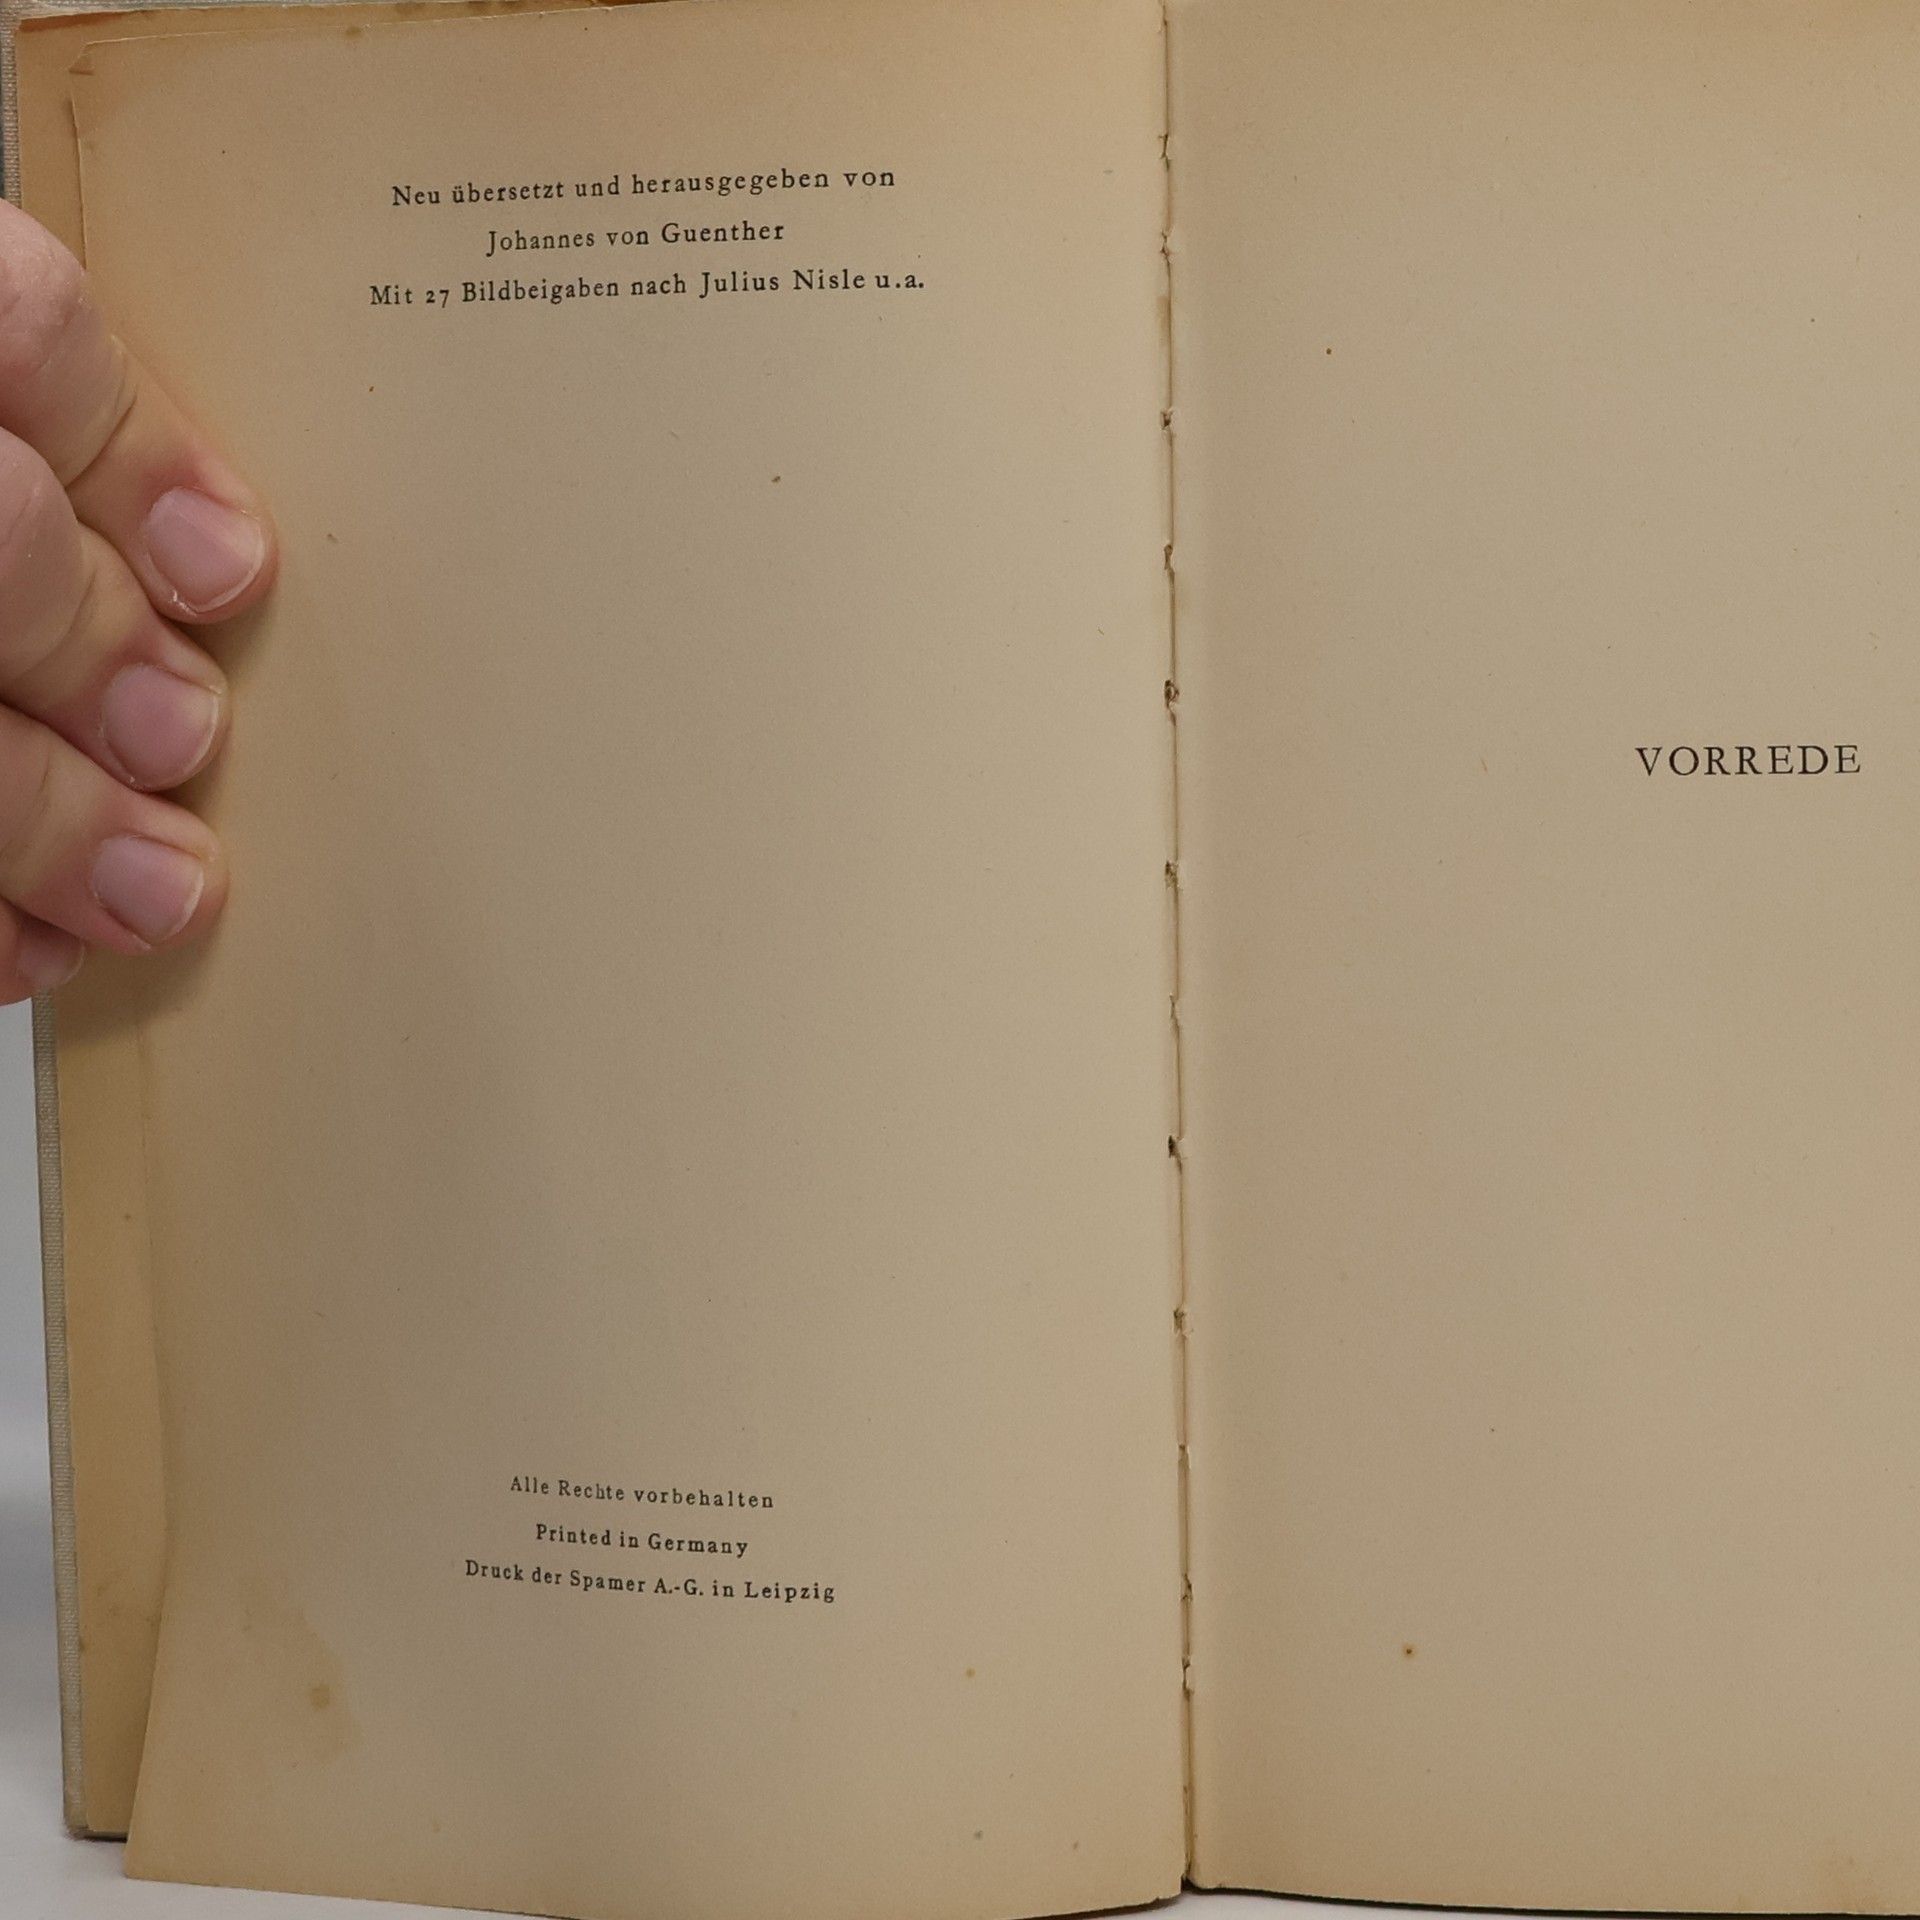 Neu übersetzt und herausgegeben von
Johannes von Guenther
Mit 27 Bildbeigaben nach Julius Nisle u.a.
Alle Rechte vorbehalten
Printed in Germany
Druck der Spamer A.-G. in Leipzig
VORREDE